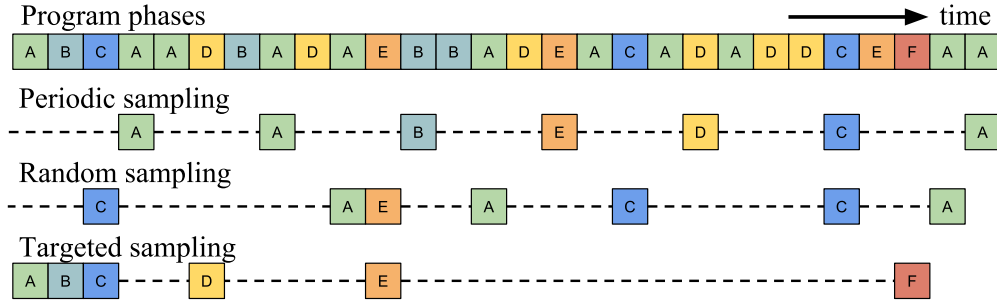 Program phases time
A B C A A D B A D A E B B A D E A C A D A D D C E F A A
Periodic sampling
A A B E D C A
Random sampling
C A E A C C A
Targeted sampling
A B C D E F